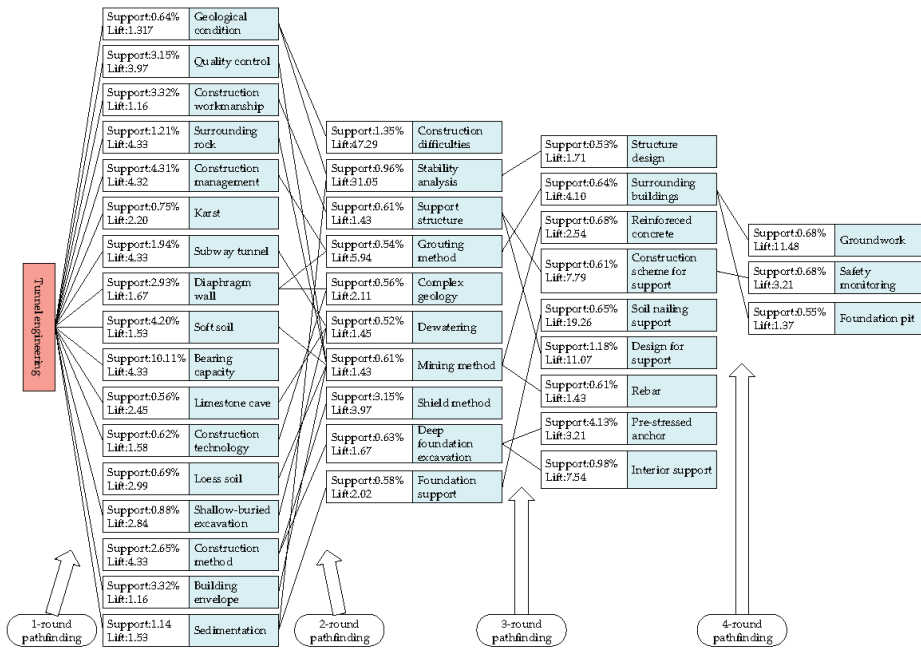 Tunnel engineering
Support:0.64%
Lift:1.317
Geological
condition
Support:3.15%
Lift:3.97
Quality control
Support:3.32%
Lift:1.16
Construction
workmanship
Support:1.21%
Lift:4.33
Surrounding
rock
Support:4.31%
Lift:4.32
Construction
management
Support:0.75%
Lift:2.20
Karst
Support:1.94%
Lift:4.33
Subway tunnel
Support:2.93%
Lift:1.67
Diaphragm
wall
Support:4.20%
Lift:1.53
Soft soil
Support:10.11%
Lift:4.33
Bearing
capacity
Support:0.56%
Lift:2.45
Limestone cave
Support:0.62%
Lift:1.58
Construction
technology
Support:0.69%
Lift:2.99
Loess soil
Support:0.88%
Lift:2.84
Shallow-buried
excavation
Support:2.65%
Lift:4.33
Construction
method
Support:3.32%
Lift:1.16
Building
envelope
Support:1.14
Lift:1.53
Sedimentation
1-round
pathfinding
Support:1.35%
Lift:47.29
Construction
difficulties
Support:0.96%
Lift:31.05
Stability
analysis
Support:0.61%
Lift:1.43
Support
structure
Support:0.54%
Lift:5.94
Grouting
method
Support:0.56%
Lift:2.11
Complex
geology
Support:0.52%
Lift:1.45
Dewatering
Support:0.61%
Lift:1.43
Mining method
Support:3.15%
Lift:3.97
Shield method
Support:0.63%
Lift:1.67
Deep
foundation
excavation
Support:0.58%
Lift:2.02
Foundation
support
2-round
pathfinding
Support:0.53%
Lift:1.71
Structure
design
Support:0.64%
Lift:4.10
Surrounding
buildings
Support:0.68%
Lift:2.54
Reinforeced
concrete
Support:0.61%
Lift:7.79
Construction
scheme for
support
Support:0.65%
Lift:19.26
Soil nailing
support
Support:1.18%
Lift:11.07
Design for
support
Support:0.61%
Lift:1.43
Rebar
Support:4.13%
Lift:3.21
Pre-stressed
anchor
Support:0.98%
Lift:7.54
Interior support
3-round
pathfinding
Support:0.68%
Lift:11.48
Groundwork
Support:0.68%
Lift:3.21
Safety
monitoring
Support:0.55%
Lift:1.37
Foundation pit
4-round
pathfinding